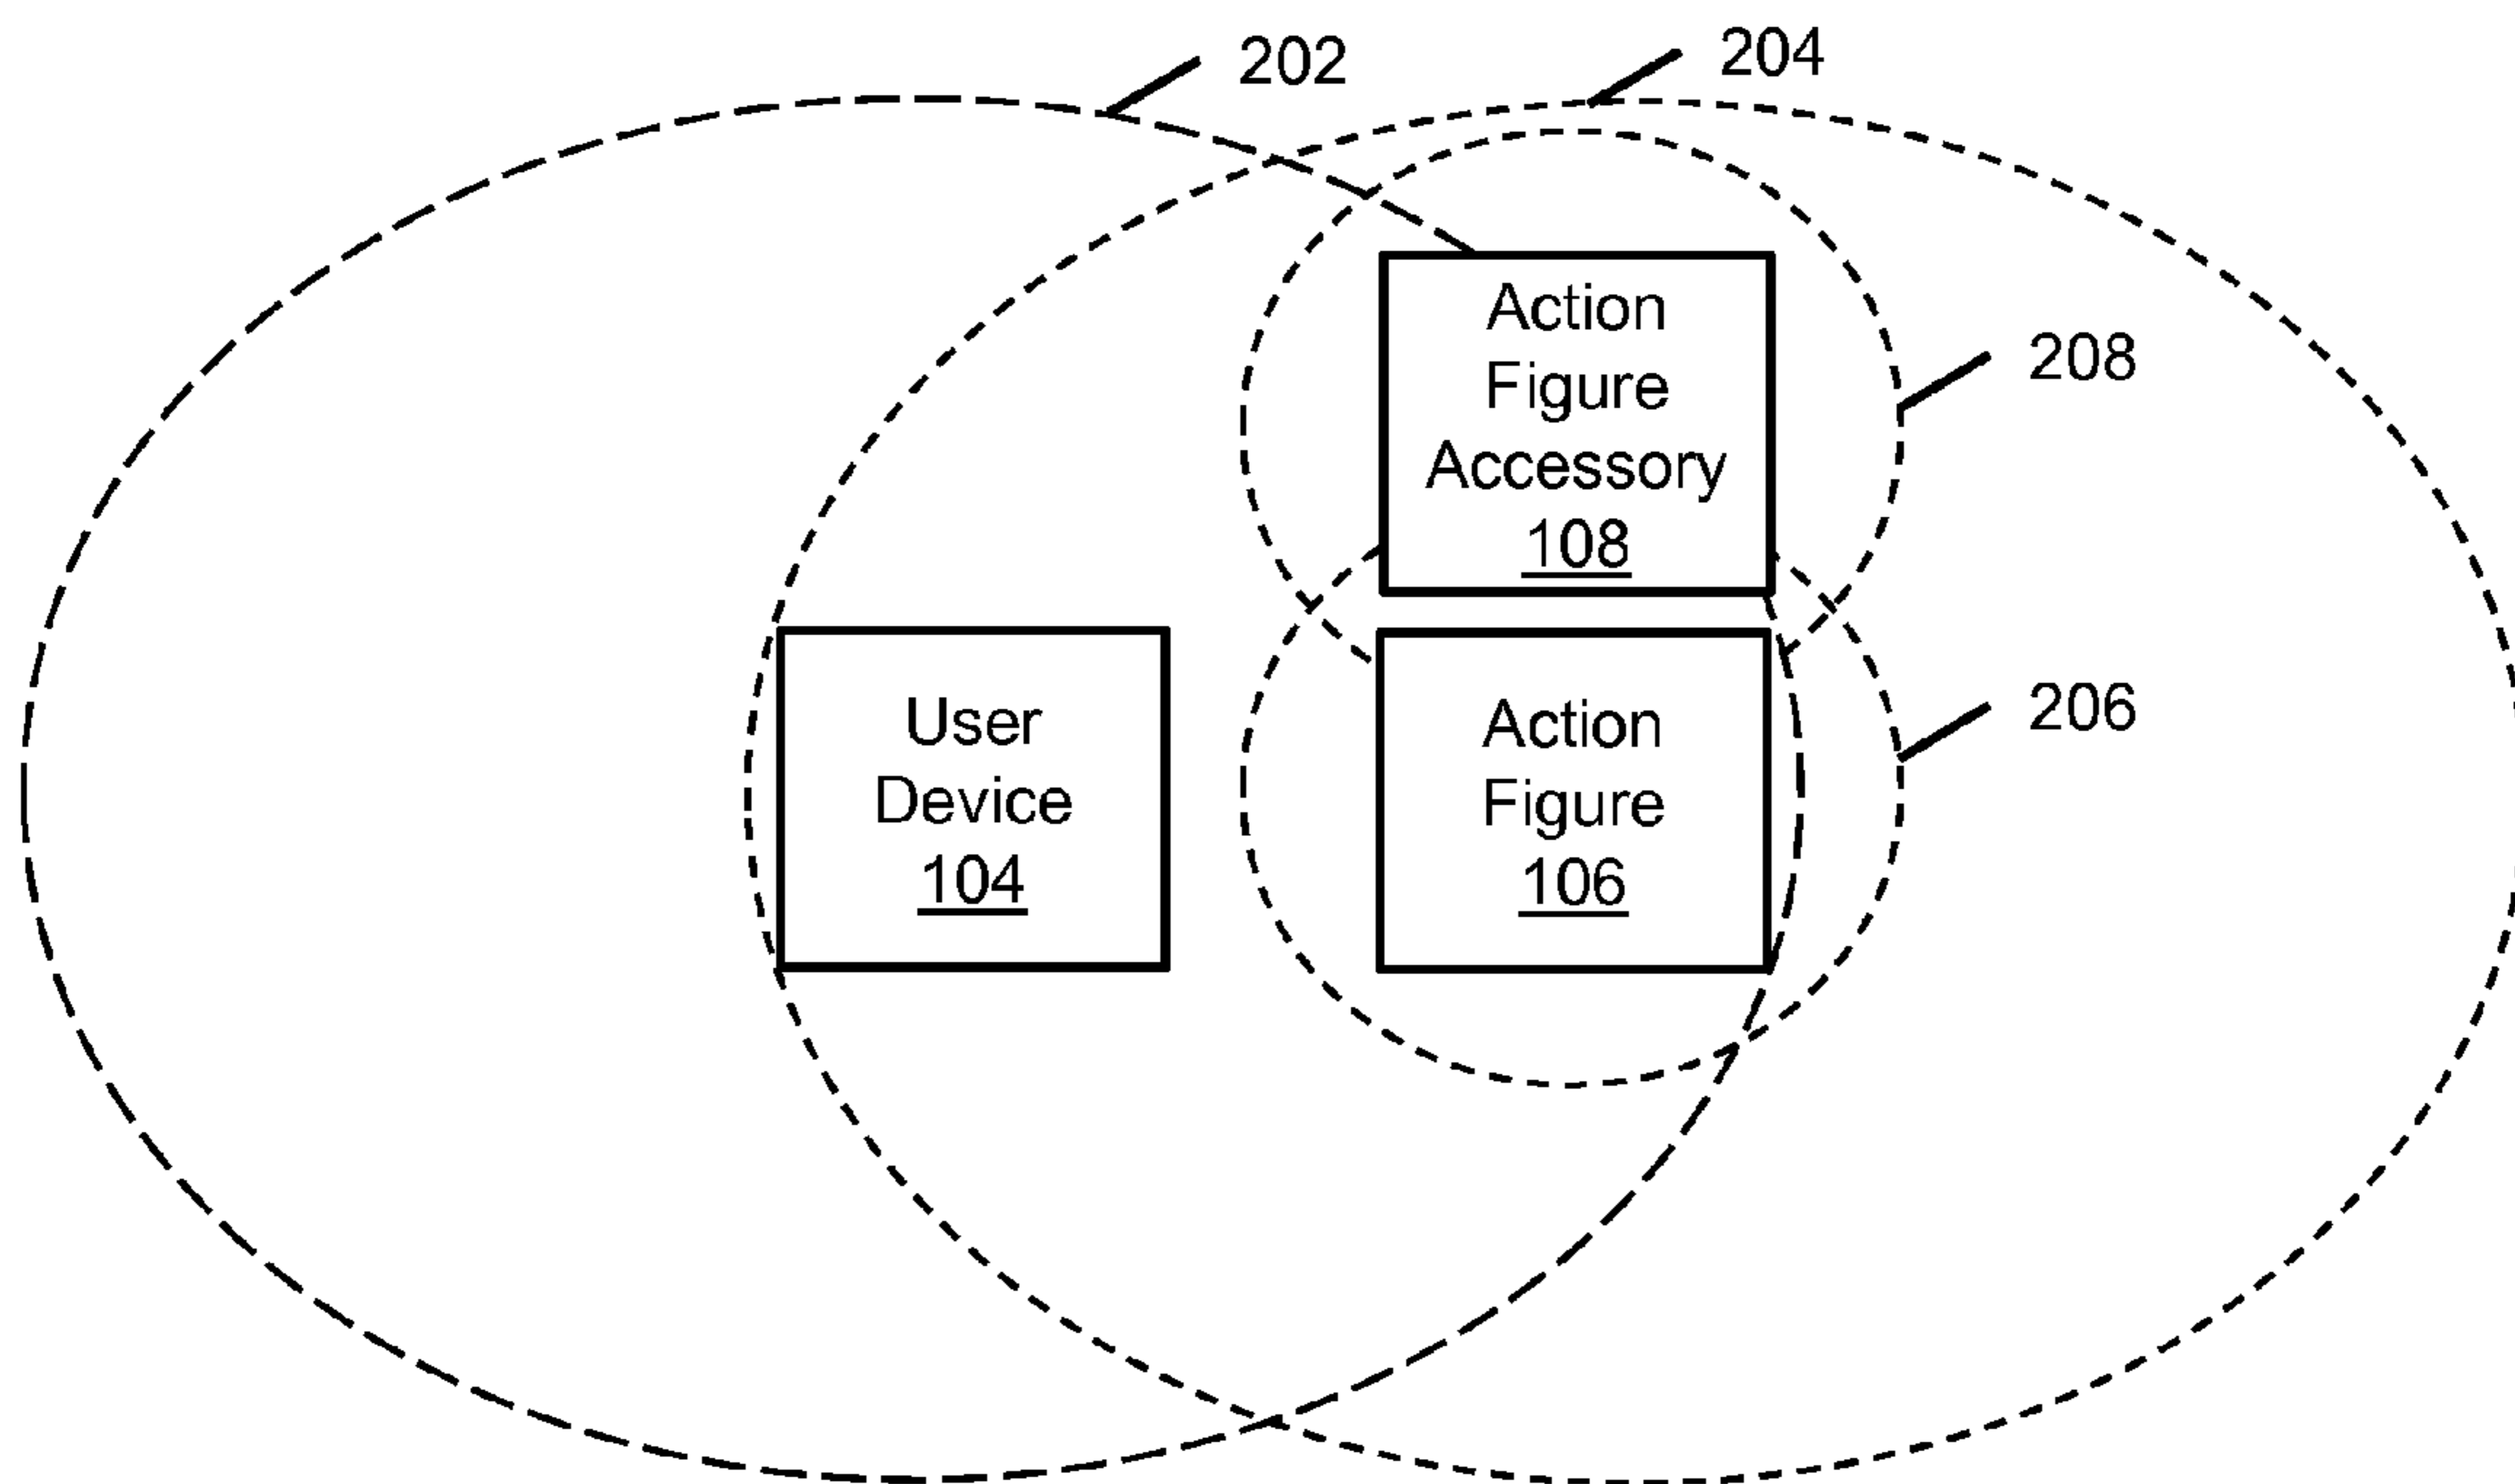 202
204
Action
Figure
Accessory
108
208
User
Device
104
Action
Figure
106
206